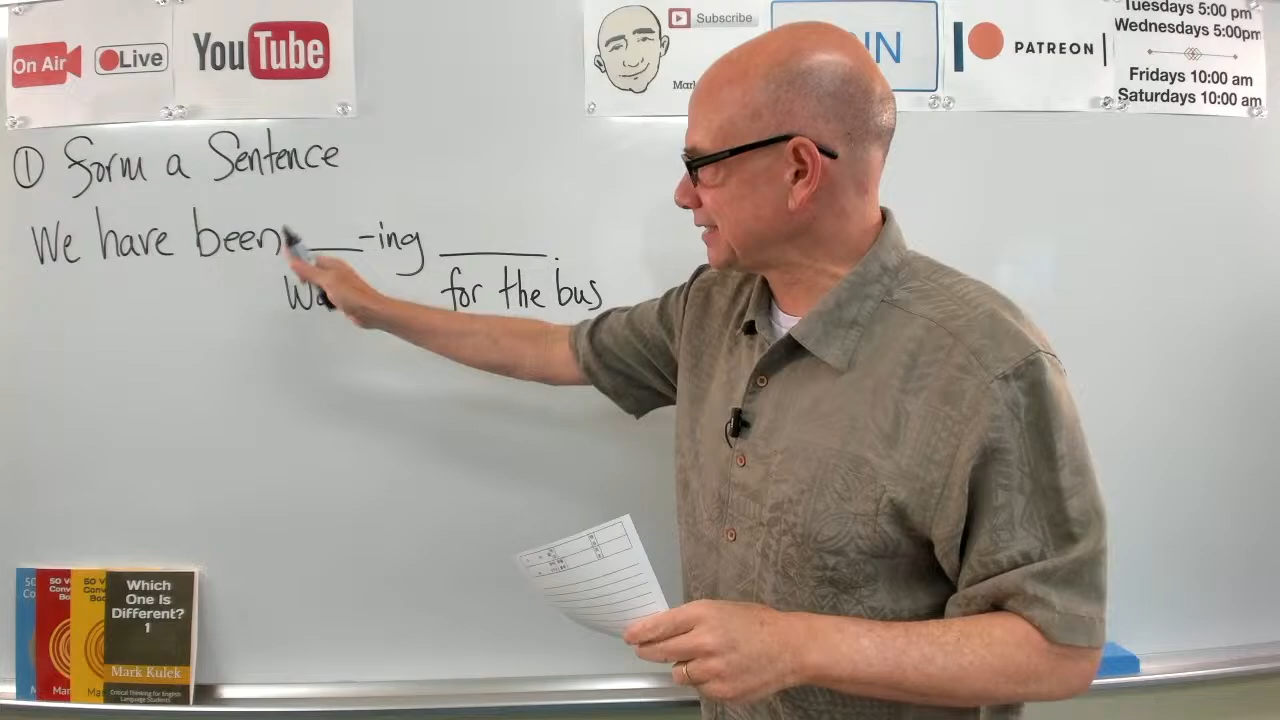 On Air
Live
YouTube
Subscribe
IN
PATREON
Tuesdays 5:00 pm
Wednesdays 5:00pm
Fridays 10:00 am
Saturdays 10:00 am
① Form a Sentence
We have been ___-ing ______.
for the bus
Which
One Is
Different?
1
Mark Kulek
Critical Thinking for English
Language Students